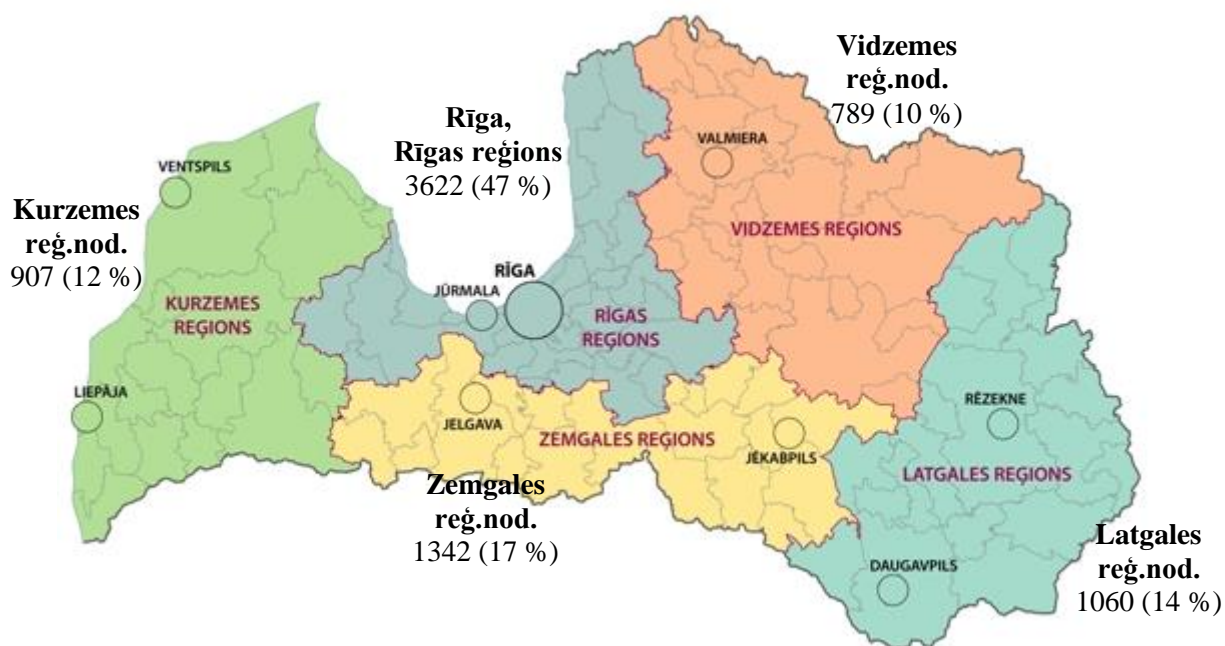 Vidzemes
reģ.nod.
789 (10 %)
Rīga,
Rīgas reģions
3622 (47 %)
VALMIERA
VENTSPILS
Kurzemes
reģ.nod.
907 (12 %)
VIDZEMES REĢIONS
RĪGA
JŪRMALA
KURZEMES
REĢIONS
RĪGAS
REĢIONS
LIEPĀJA
RĒZEKNE
JELGAVA
ZEMGALES REĢIONS
JĒKABPILS
LATGALES REĢIONS
Zemgales
reģ.nod.
1342 (17 %)
Latgales
reģ.nod.
1060 (14 %)
DAUGAVPILS